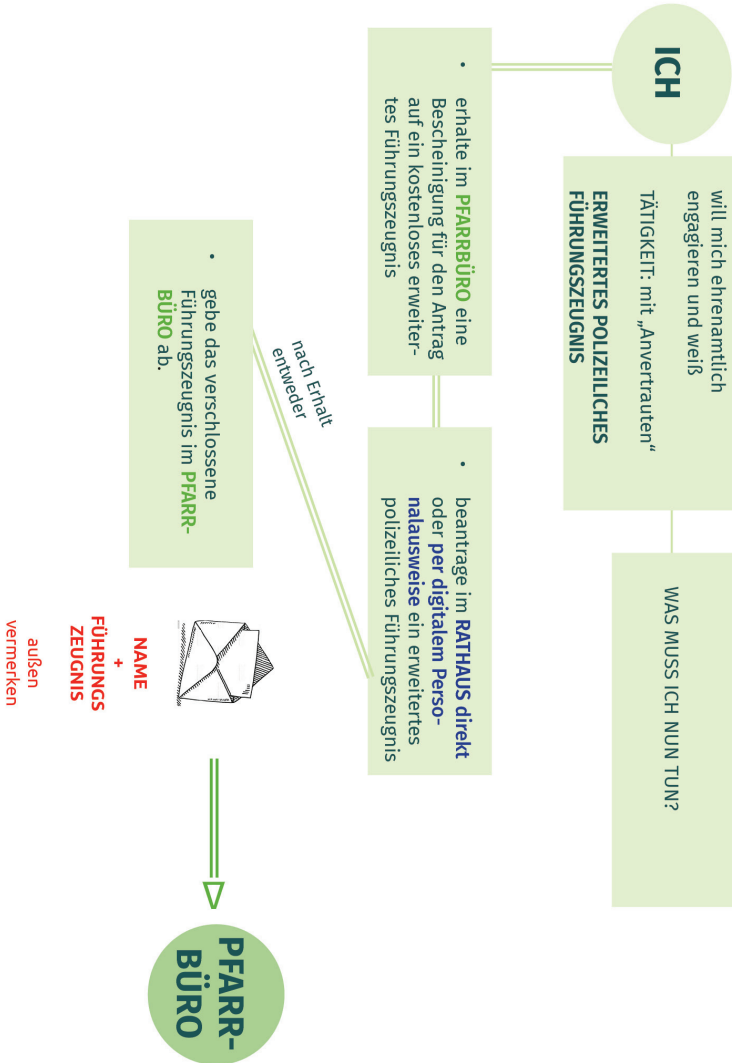 ICH
will mich ehrenamtlich
engagieren und weiß
TÄTIGKEIT: mit „Anvertrauten“
ERWEITERTES POLIZEILICHES
FÜHRUNGSZEUGNIS
WAS MUSS ICH NUN TUN?
• erhalte im PFARRBÜRO eine
Bescheinigung für den Antrag
auf ein kostenloses erweiter-
tes Führungszeugnis
• beantrage im RATHAUS direkt
oder per digitalem Perso-
nalausweise ein erweitertes
polizeiliches Führungszeugnis
nach Erhalt
entweder
• gebe das verschlossene
Führungszeugnis im PFARR-
BÜRO ab.
NAME
+
FÜHRUNGS
ZEUGNIS
außen
vermerken
PFARR-
BÜRO